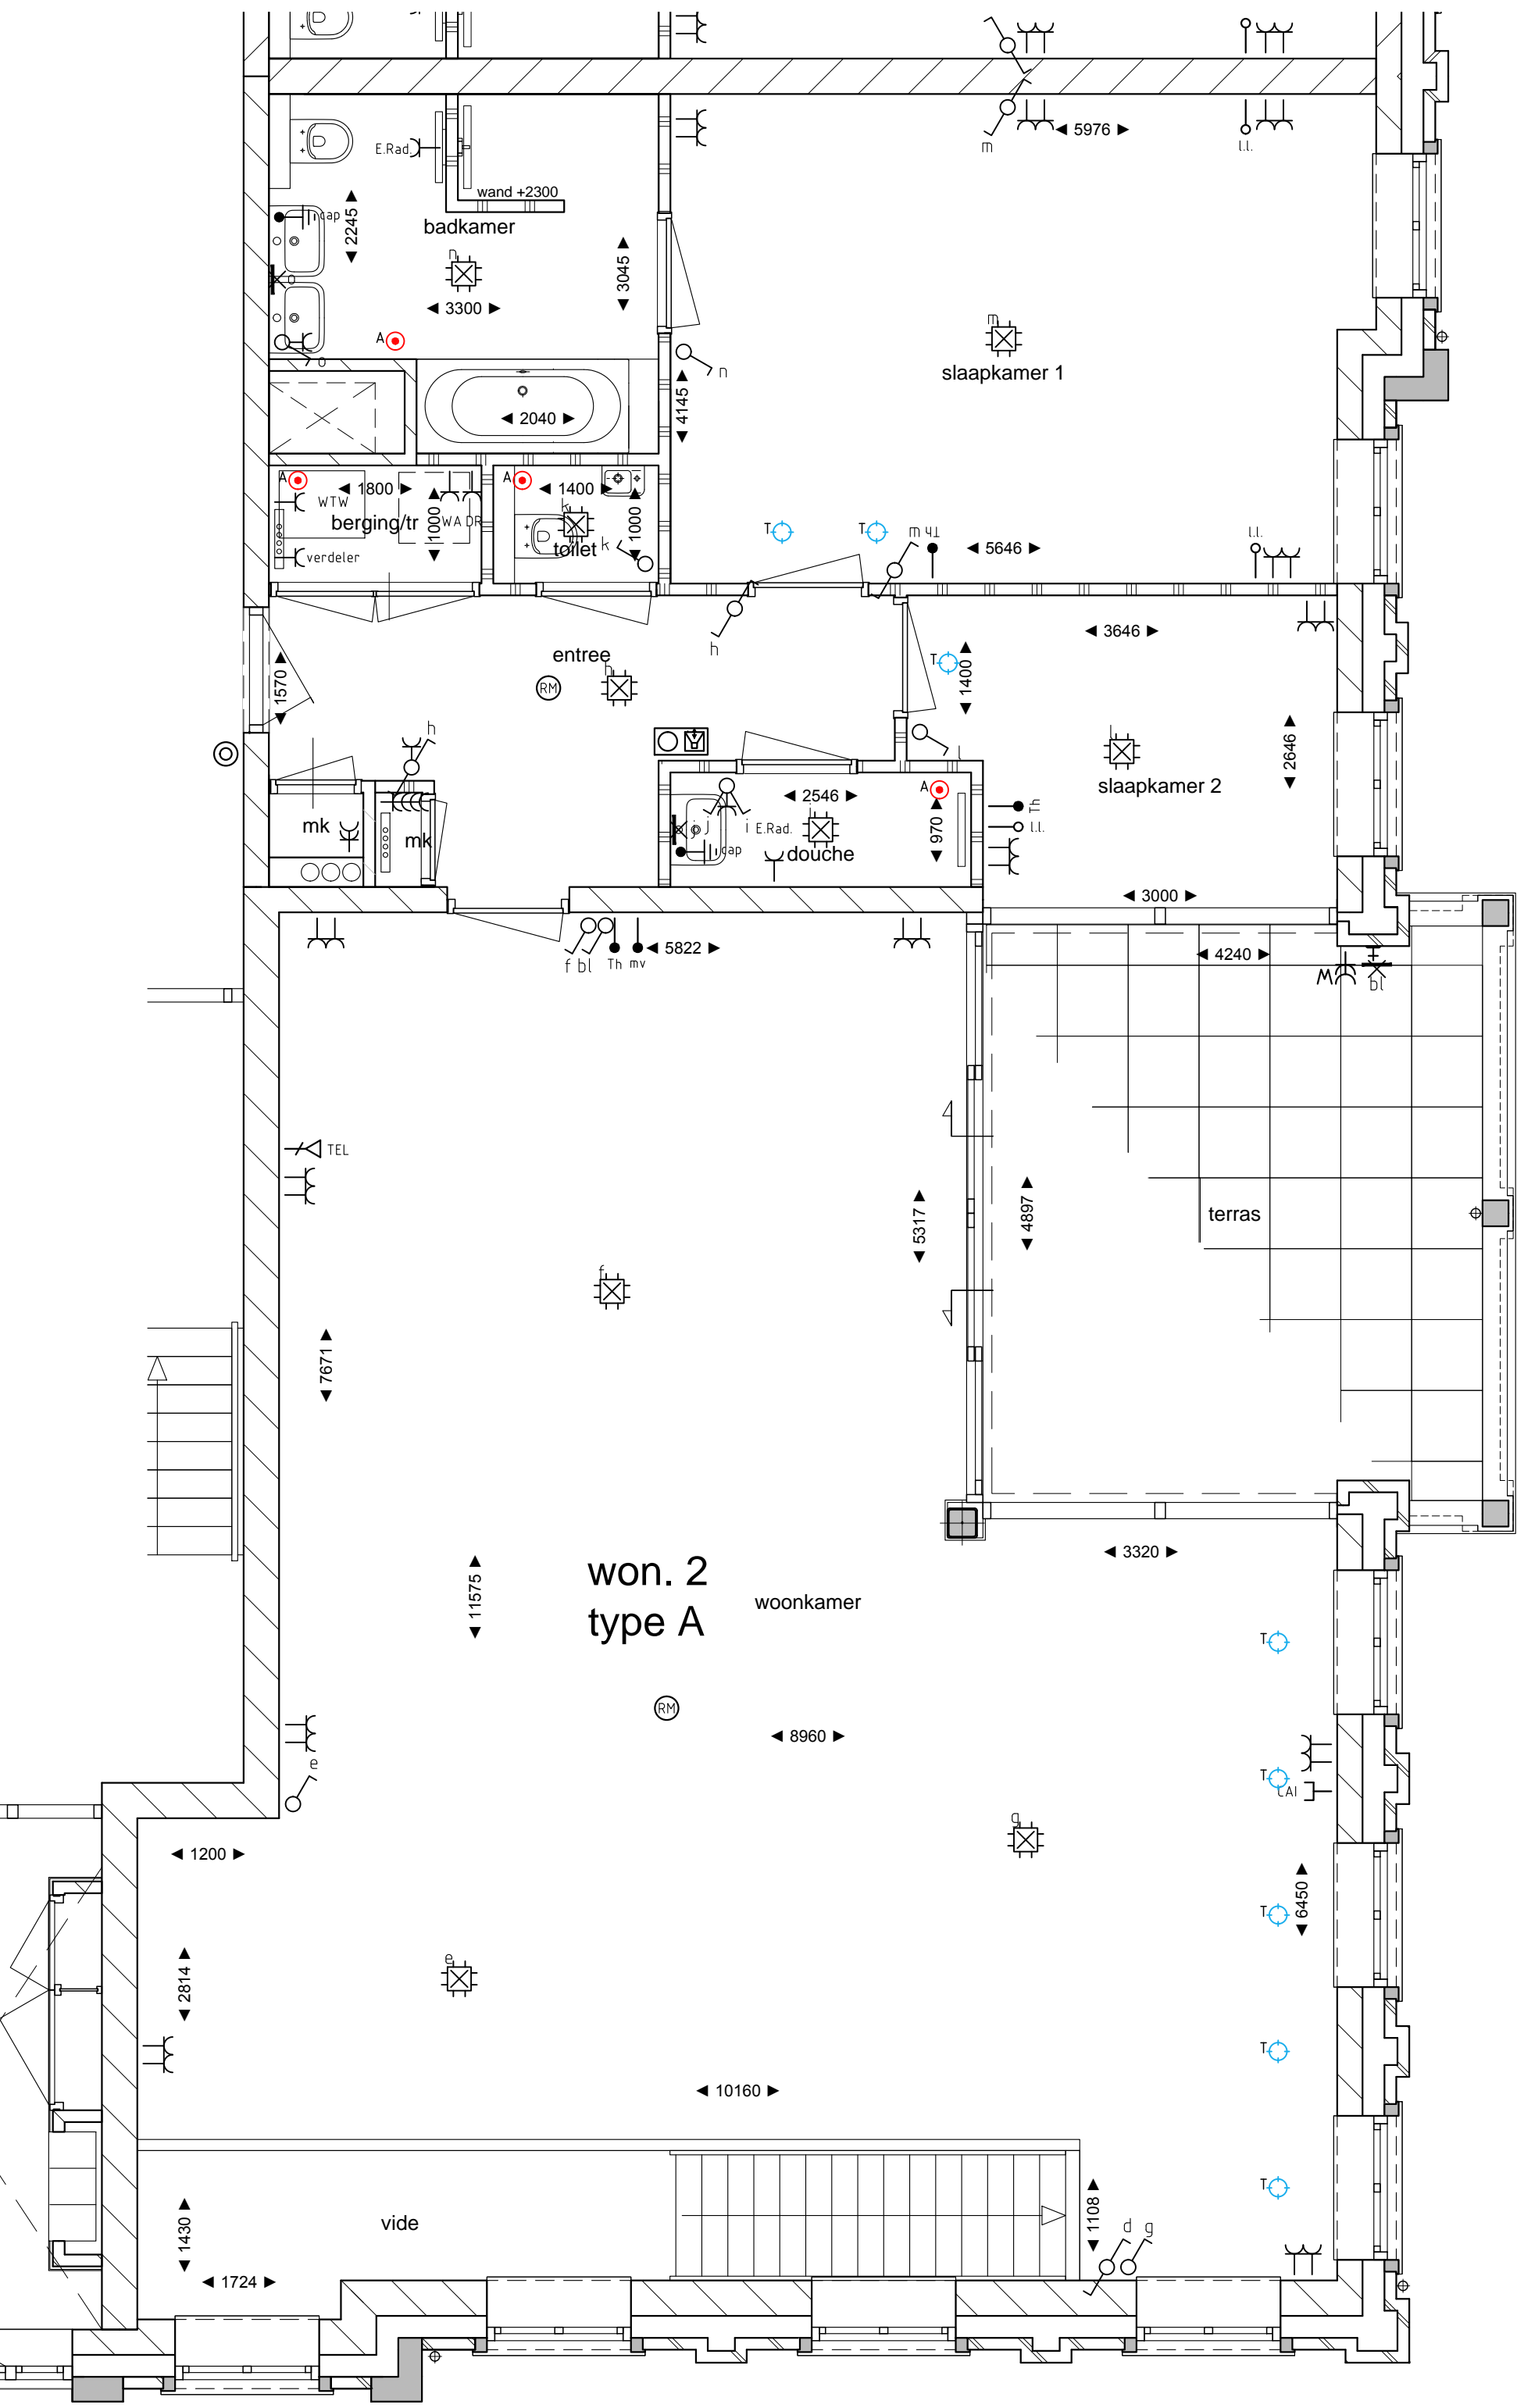 m
5976
l.l.
E.Rad.
wand +2300
cap
2245
badkamer
n
3045
o
3300
A
o
m
slaapkamer 1
n
4145
2040
A
1800
WTW
berging/tr
1000
WA DR
verdeler
A
1400
k
toilet
k
1000
T
T
m
Th
5646
l.l.
h
3646
entree
h
RM
1570
T
1400
l
l
slaapkamer 2
2646
h
mk
mk
2546
A
j
j
i
E.Rad.
i
970
cap
douche
Th
l.l.
3000
f bl
Th
mv
5822
4240
W
bl
TEL
5317
4897
terras
f
7671
3320
won. 2
type A
11575
woonkamer
T
RM
8960
e
T
CAI
g
1200
T
6450
e
2814
T
10160
T
1430
vide
1108
d
g
1724